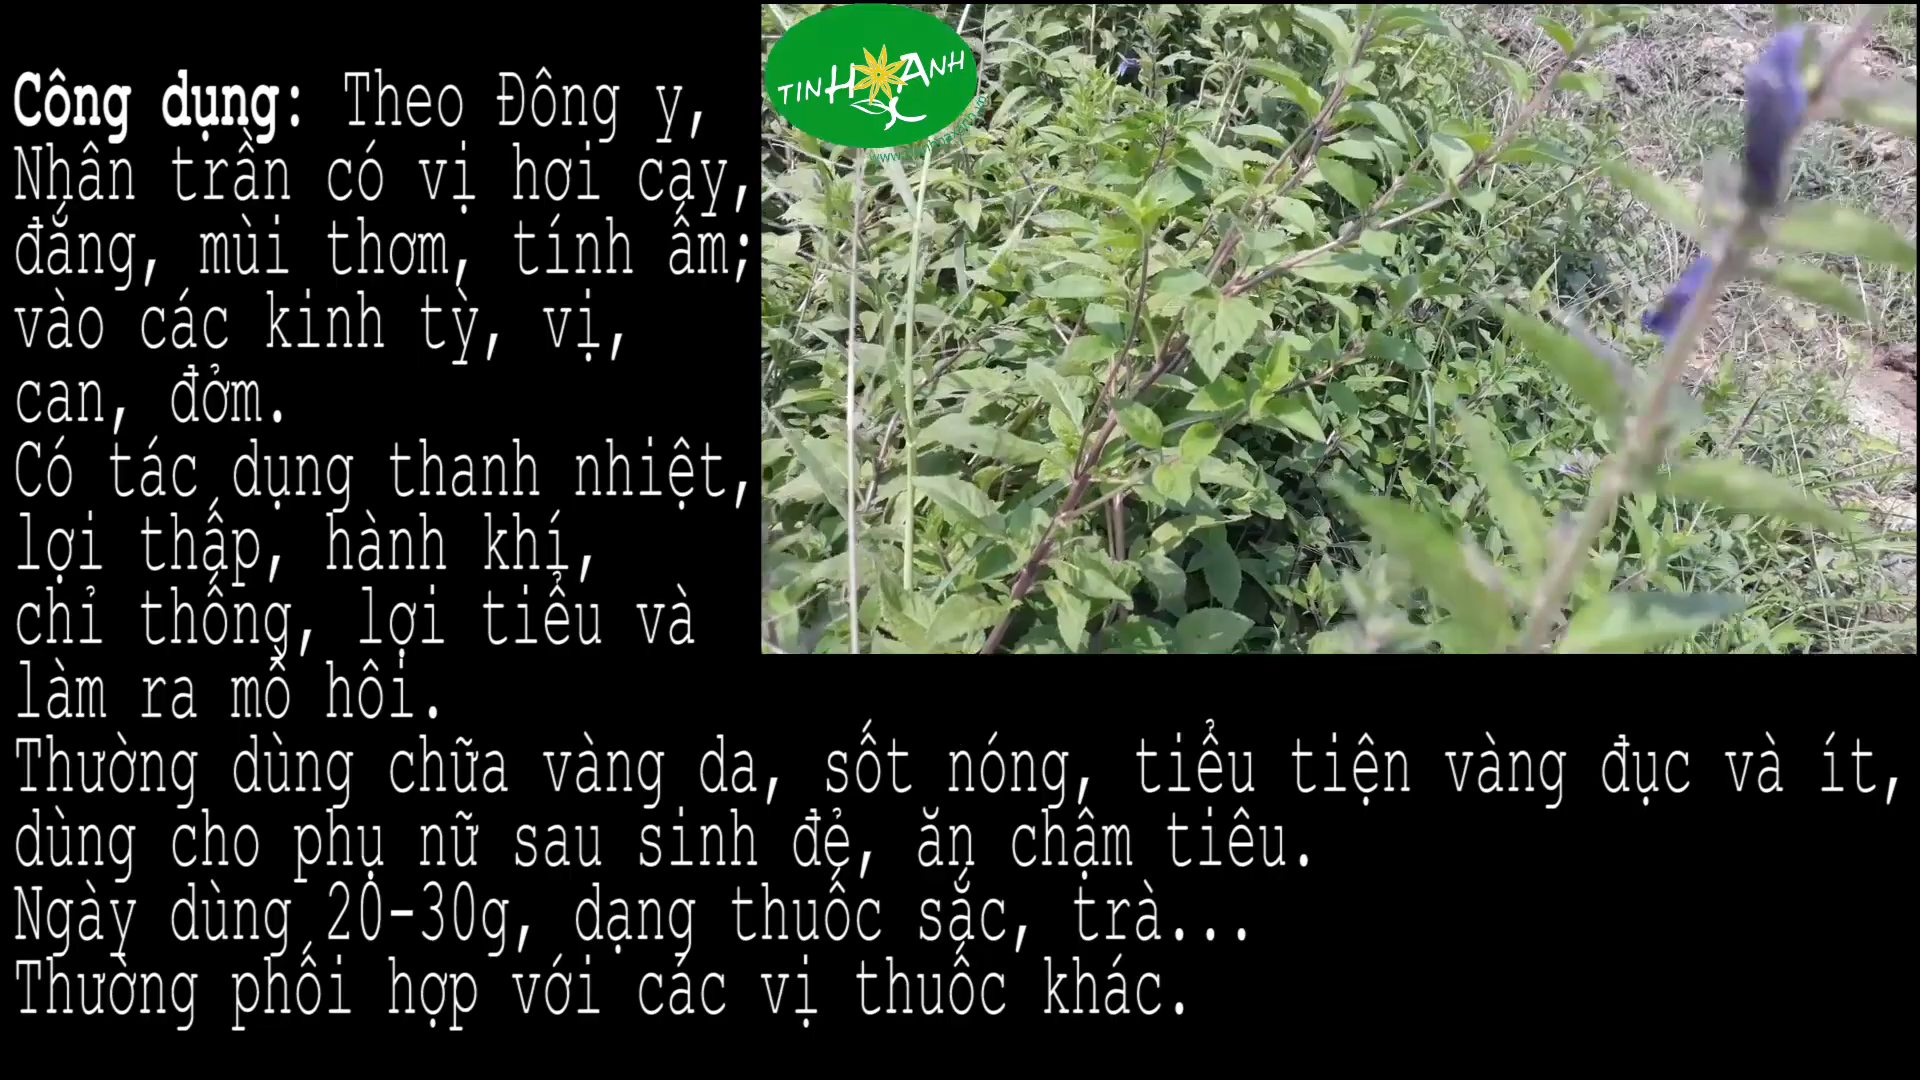 TINH HOA XANH
Công dụng: Theo Đông y,
Nhân trần có vị hơi cay,
đắng, mùi thơm, tính ấm;
vào các kinh tỳ, vị,
can, đởm.
Có tác dụng thanh nhiệt,
lợi thấp, hành khí,
chỉ thống, lợi tiểu và
làm ra mồ hôi.
Thường dùng chữa vàng da, sốt nóng, tiểu tiện vàng đục và ít,
dùng cho phụ nữ sau sinh đẻ, ăn chậm tiêu.
Ngày dùng 20-30g, dạng thuốc sắc, trà...
Thường phối hợp với các vị thuốc khác.